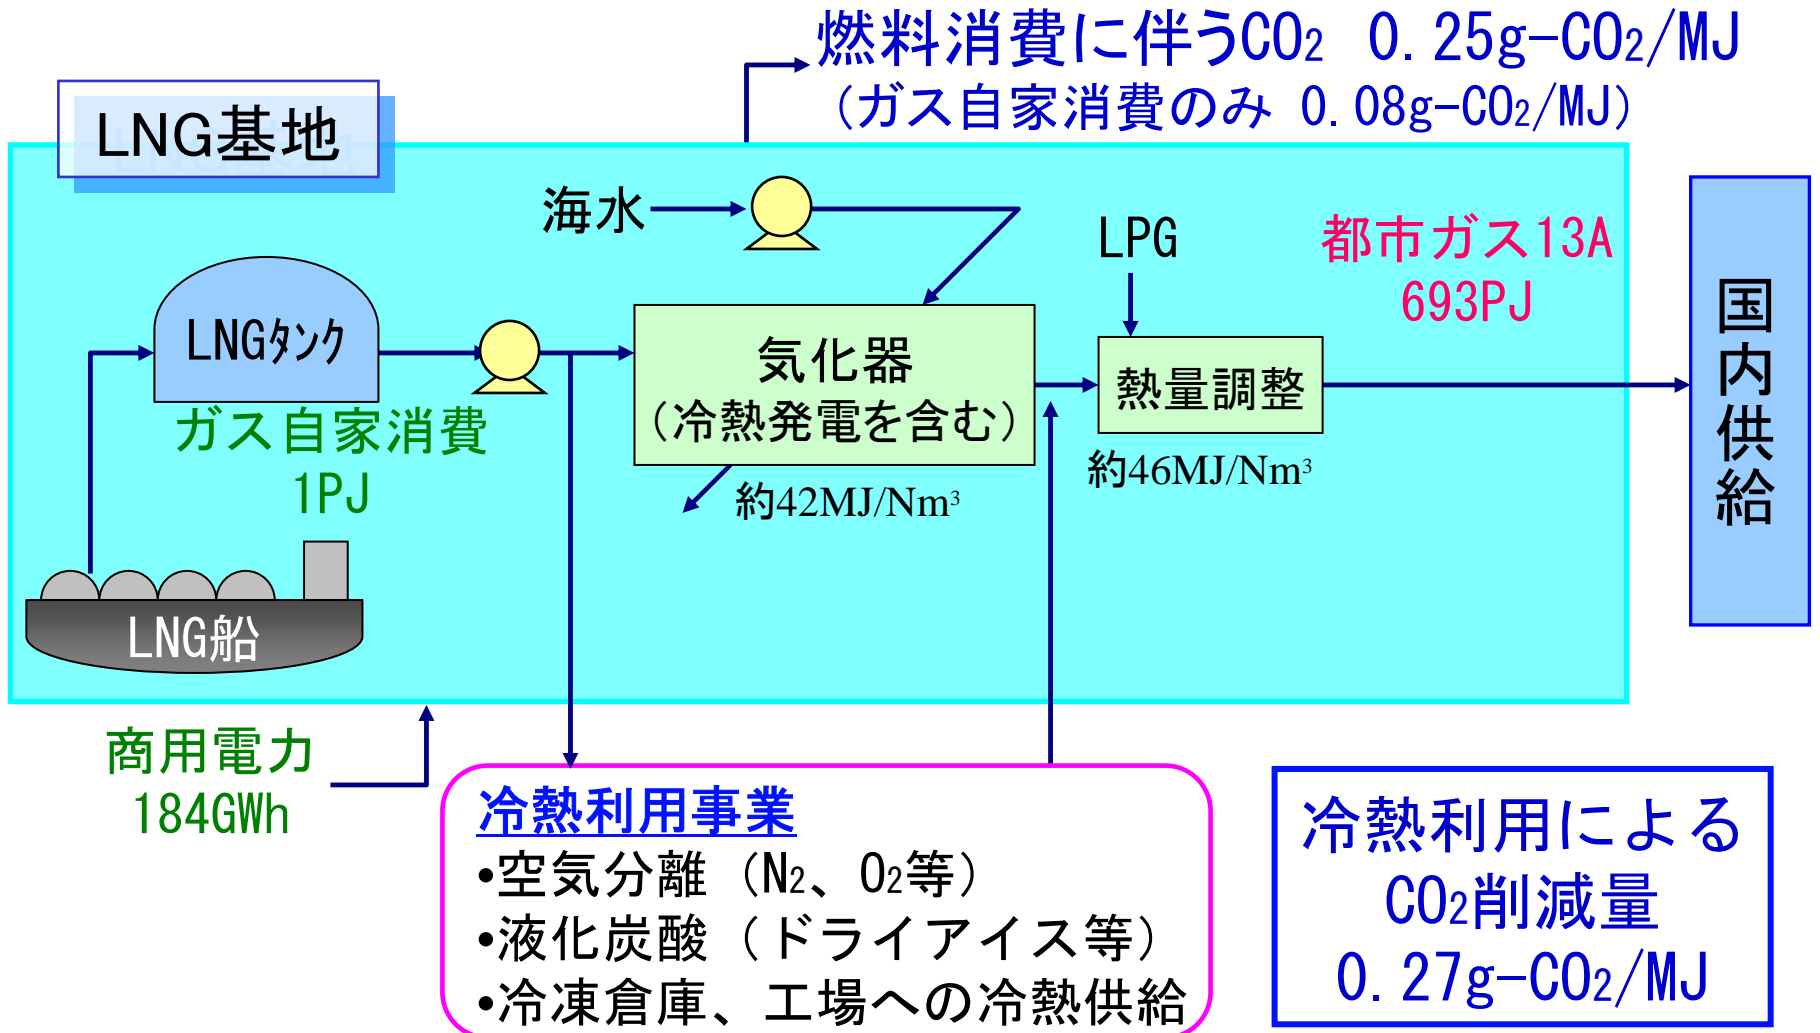 燃料消費に伴うCO₂ 0.25g-CO₂/MJ
(ガス自家消費のみ 0.08g-CO₂/MJ)
LNG基地
海水
LPG
都市ガス13A
693PJ
LNGタンク
気化器
(冷熱発電を含む)
熱量調整
国内供給
ガス自家消費
1PJ
約42MJ/Nm³
約46MJ/Nm³
LNG船
商用電力
184GWh
冷熱利用事業
•空気分離(N₂、O₂等)
•液化炭酸(ドライアイス等)
•冷凍倉庫、工場への冷熱供給
冷熱利用による
CO₂削減量
0.27g-CO₂/MJ